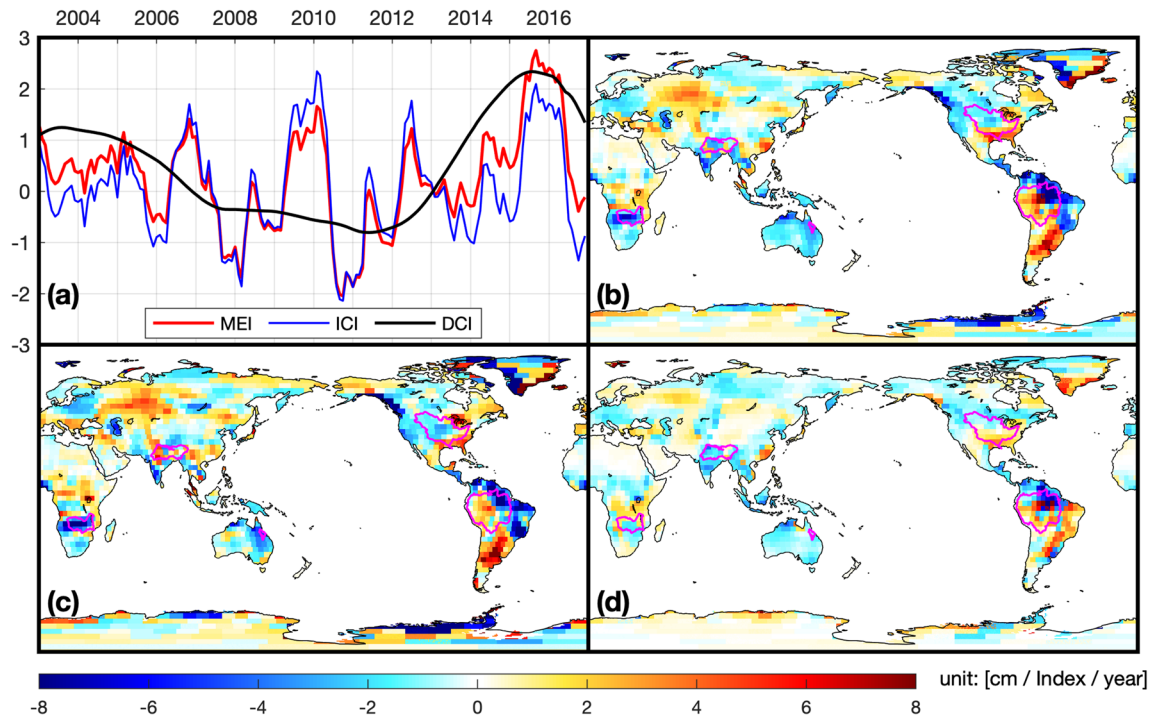 2004 2006 2008 2010 2012 2014 2016
3
2
1
0
-1
-2
-3
(a)
MEI ICI DCI
(b)
(c)
(d)
unit: [cm / Index / year]
-8 -6 -4 -2 0 2 4 6 8